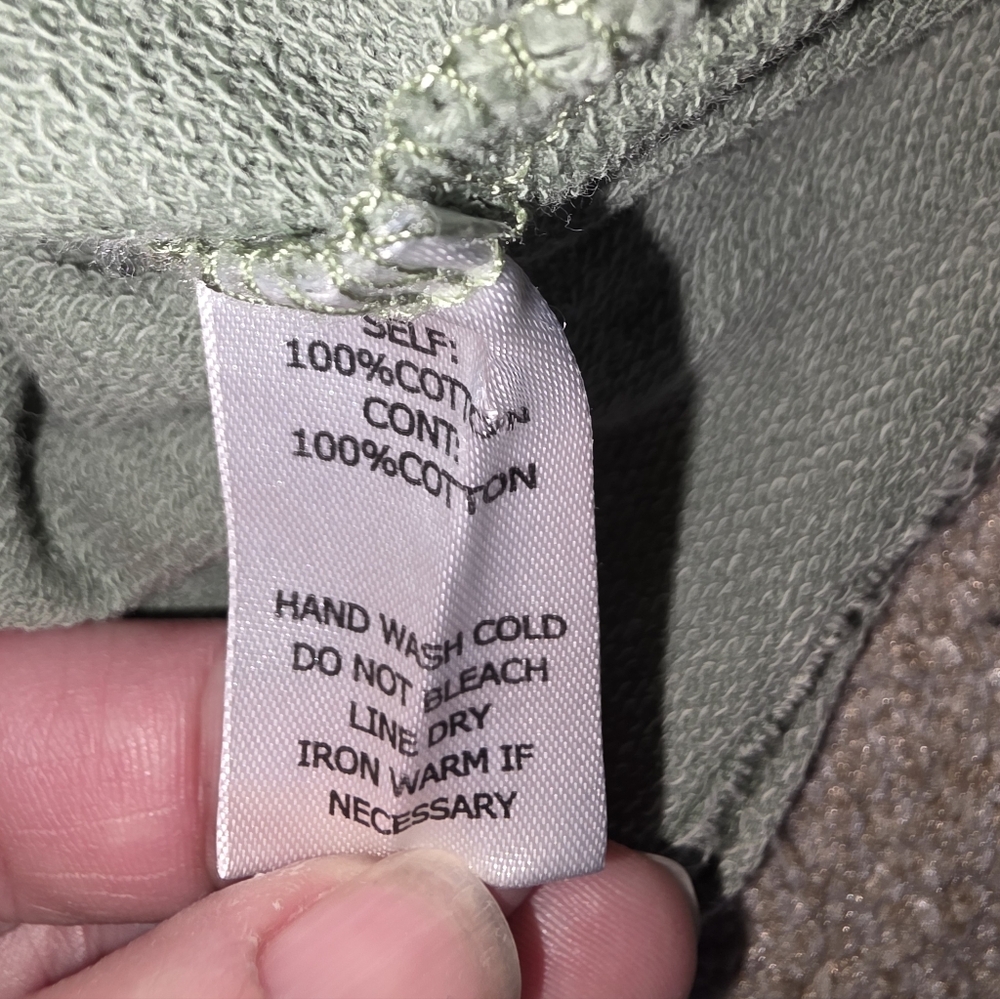 SELF:
100%COTTON
CONT:
100%COTTON
HAND WASH COLD
DO NOT BLEACH
LINE DRY
IRON WARM IF
NECESSARY